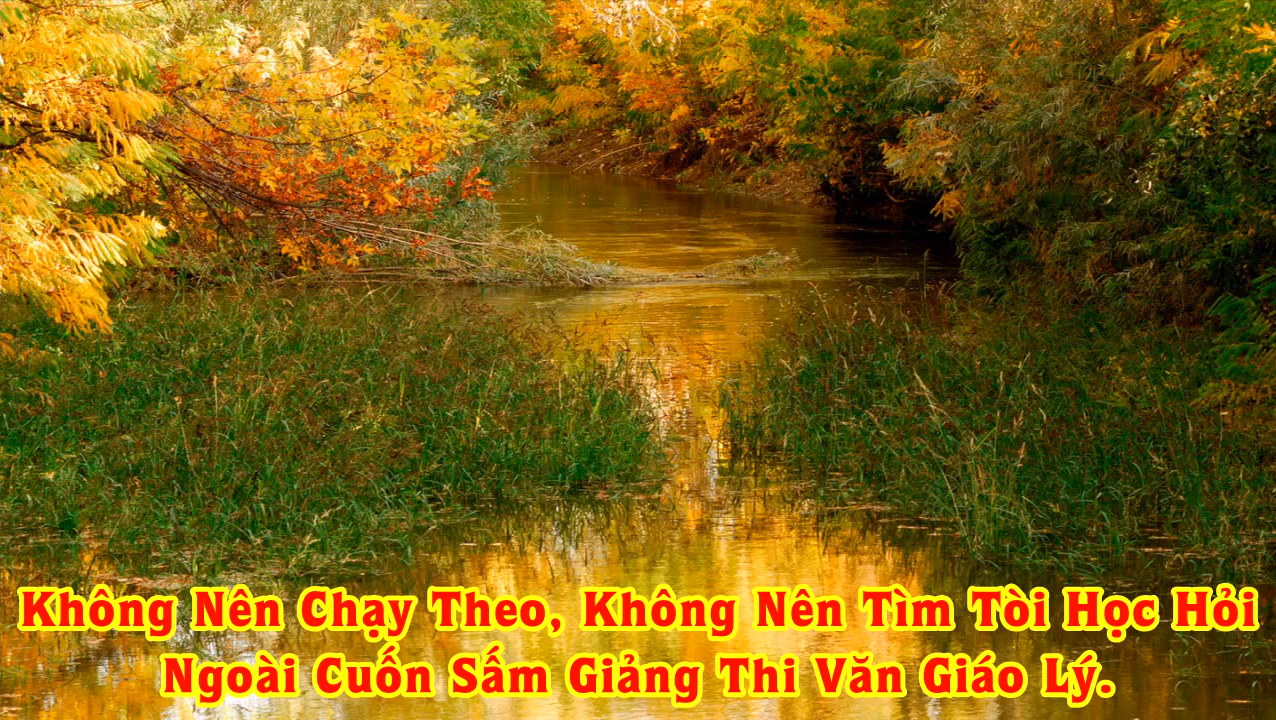 Không Nên Chạy Theo, Không Nên Tìm Tòi Học Hỏi
Ngoài Cuốn Sấm Giảng Thi Văn Giáo Lý.